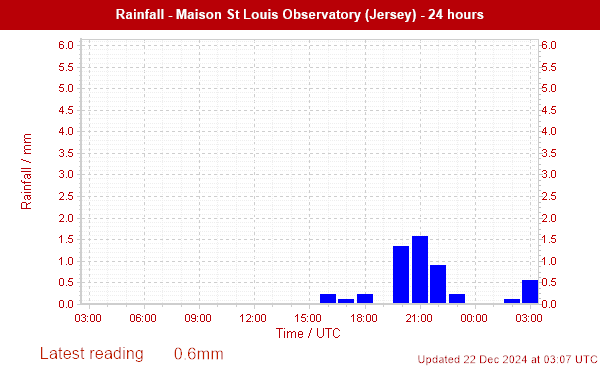 Rainfall - Maison St Louis Observatory (Jersey) - 24 hours
6.0 6.0
5.5 5.5
5.0 5.0
4.5 4.5
4.0 4.0
3.5 3.5
3.0 3.0
2.5 2.5
2.0 2.0
1.5 1.5
1.0 1.0
0.5 0.5
0.0 0.0
Rainfall / mm
03:00 06:00 09:00 12:00 15:00 18:00 21:00 00:00 03:00
Time / UTC
Latest reading 0.6mm
Updated 22 Dec 2024 at 03:07 UTC